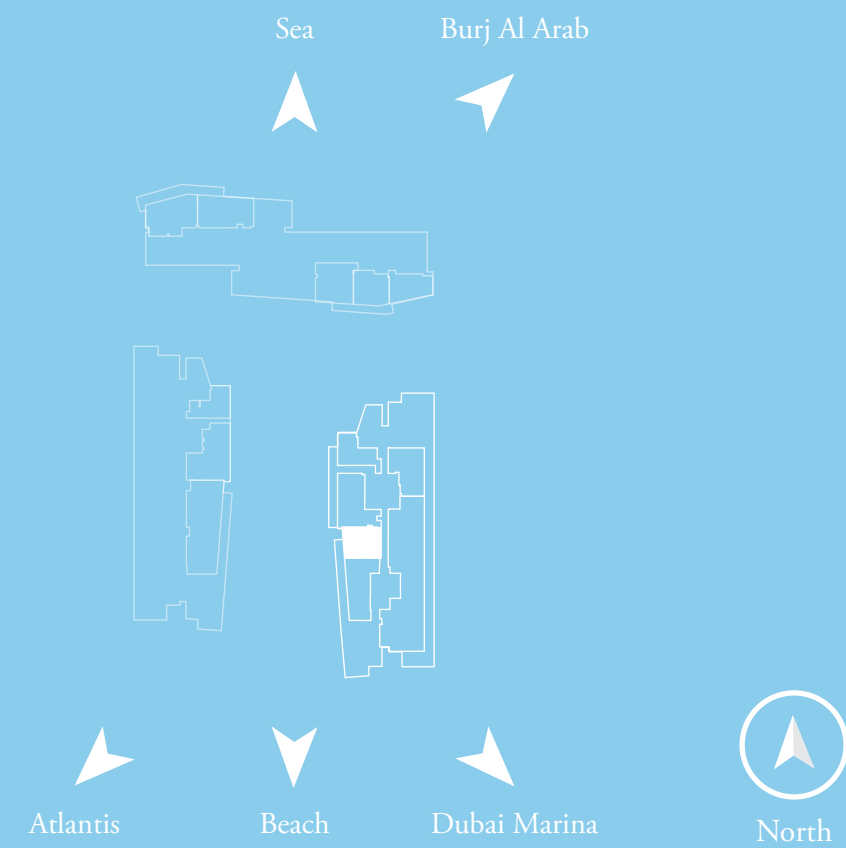 Sea
Burj Al Arab
Atlantis
Beach
Dubai Marina
North